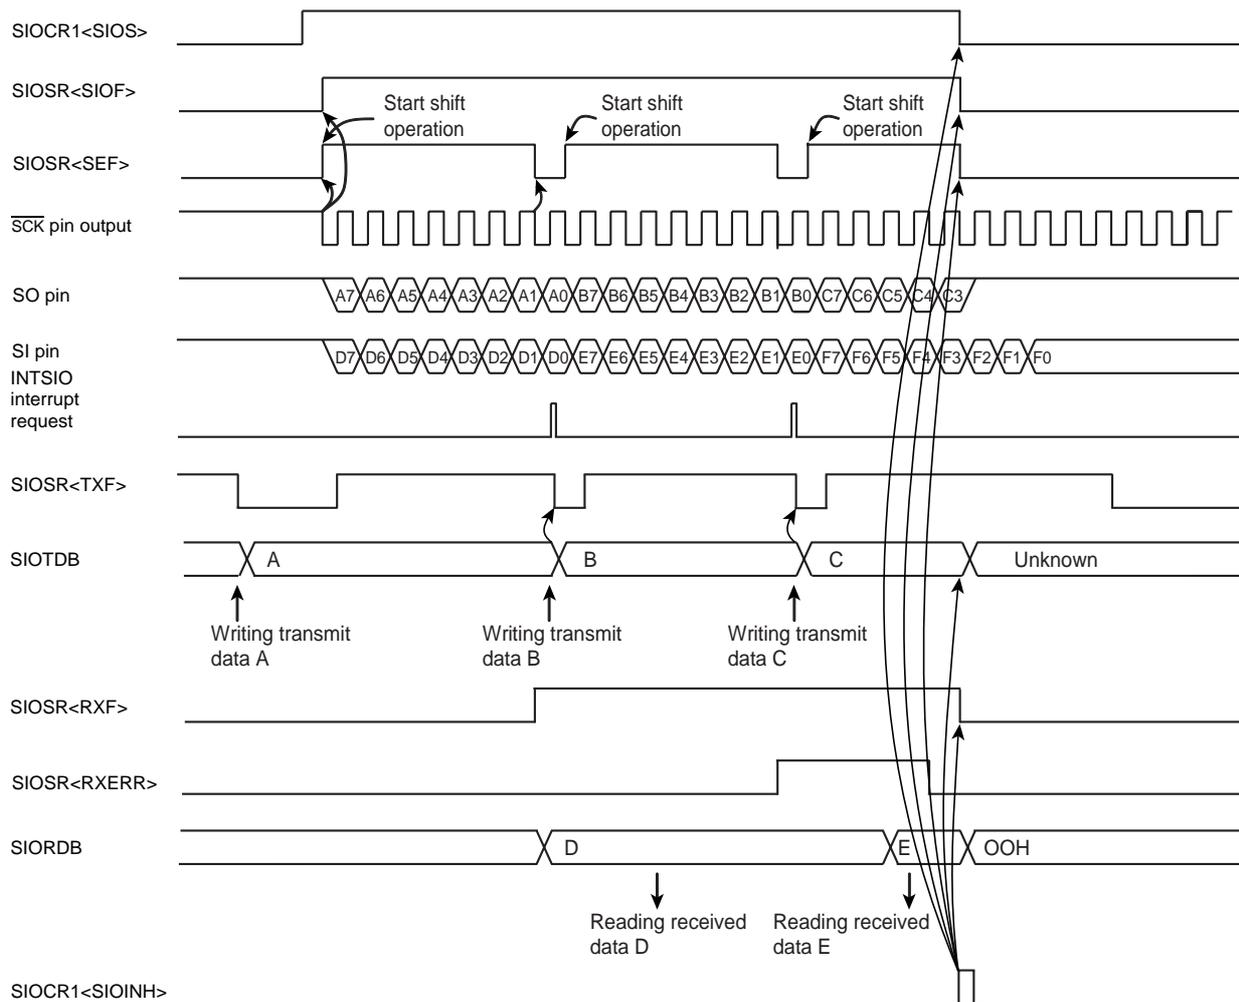 SIOCR1<SIOS>
SIOSR<SIOF>
Start shift
operation
Start shift
operation
Start shift
operation
SIOSR<SEF>
SCK pin output
SO pin
A7 A6 A5 A4 A3 A2 A1 A0 B7 B6 B5 B4 B3 B2 B1 B0 C7 C6 C5 C4 C3
SI pin
D7 D6 D5 D4 D3 D2 D1 D0 E7 E6 E5 E4 E3 E2 E1 E0 F7 F6 F5 F4 F3 F2 F1 F0
INTSIO
interrupt
request
SIOSR<TXF>
SIOTDB
A
B
C
Unknown
Writing transmit
data A
Writing transmit
data B
Writing transmit
data C
SIOSR<RXF>
SIOSR<RXERR>
SIORDB
D
E
OOH
Reading received
data D
Reading received
data E
SIOCR1<SIOINH>